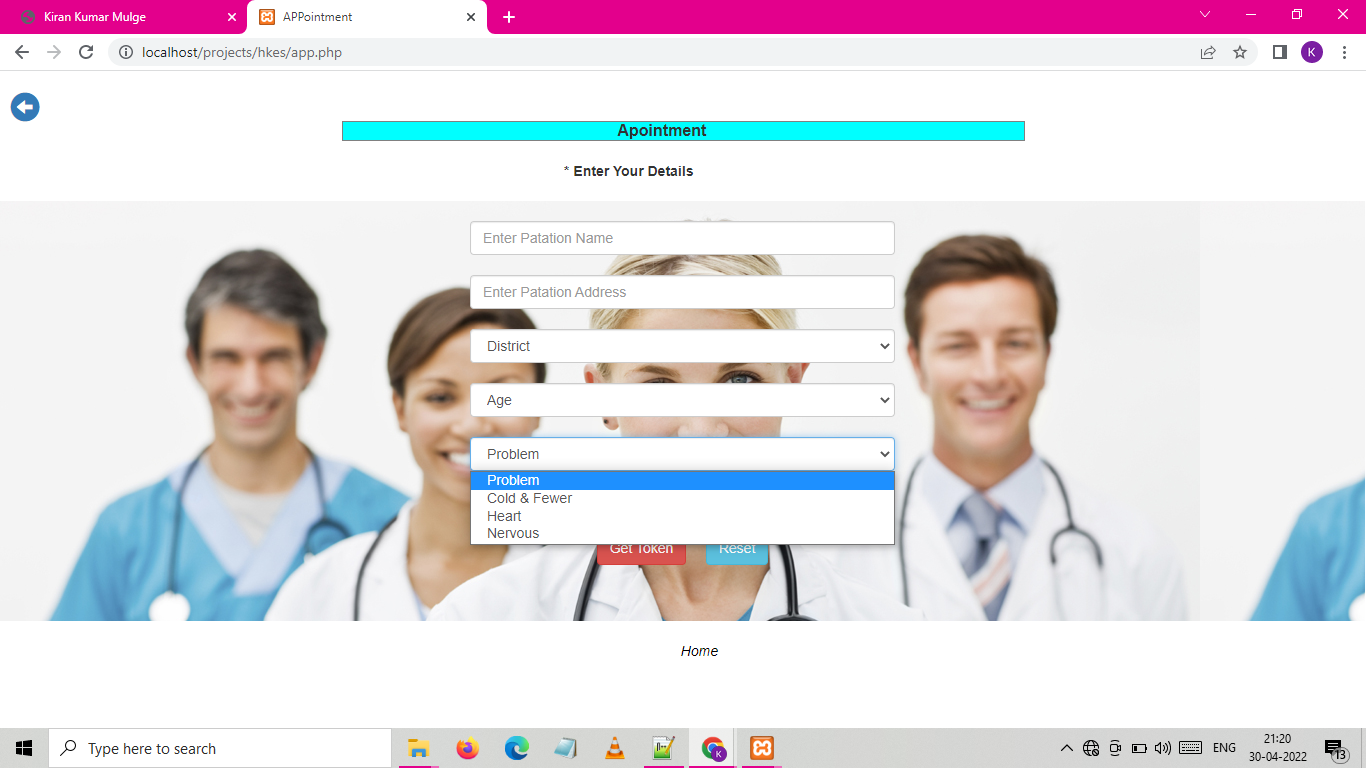 Kiran Kumar Mulge
APPointment
localhost/projects/hkes/app.php
K
Apointment
* Enter Your Details
Enter Patation Name
Enter Patation Address
District
Age
Problem
Problem
Cold & Fewer
Heart
Nervous
Get Token Reset
Home
Type here to search
K
ENG
21:20
30-04-2022
13